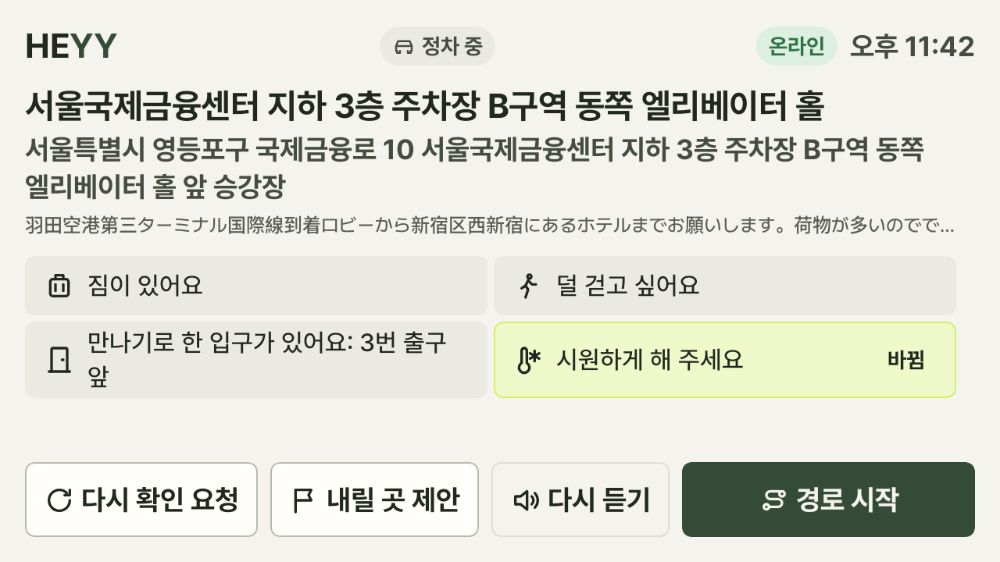 HEYY
정차 중
온라인
오후 11:42
서울국제금융센터 지하 3층 주차장 B구역 동쪽 엘리베이터 홀
서울특별시 영등포구 국제금융로 10 서울국제금융센터 지하 3층 주차장 B구역 동쪽
엘리베이터 홀 앞 승강장
羽田空港第三ターミナル国際線到着ロビーから新宿区西新宿にあるホテルまでお願いします。荷物が多いのでで…
짐이 있어요
덜 걷고 싶어요
만나기로 한 입구가 있어요: 3번 출구
앞
시원하게 해 주세요
바뀜
다시 확인 요청
내릴 곳 제안
다시 듣기
경로 시작